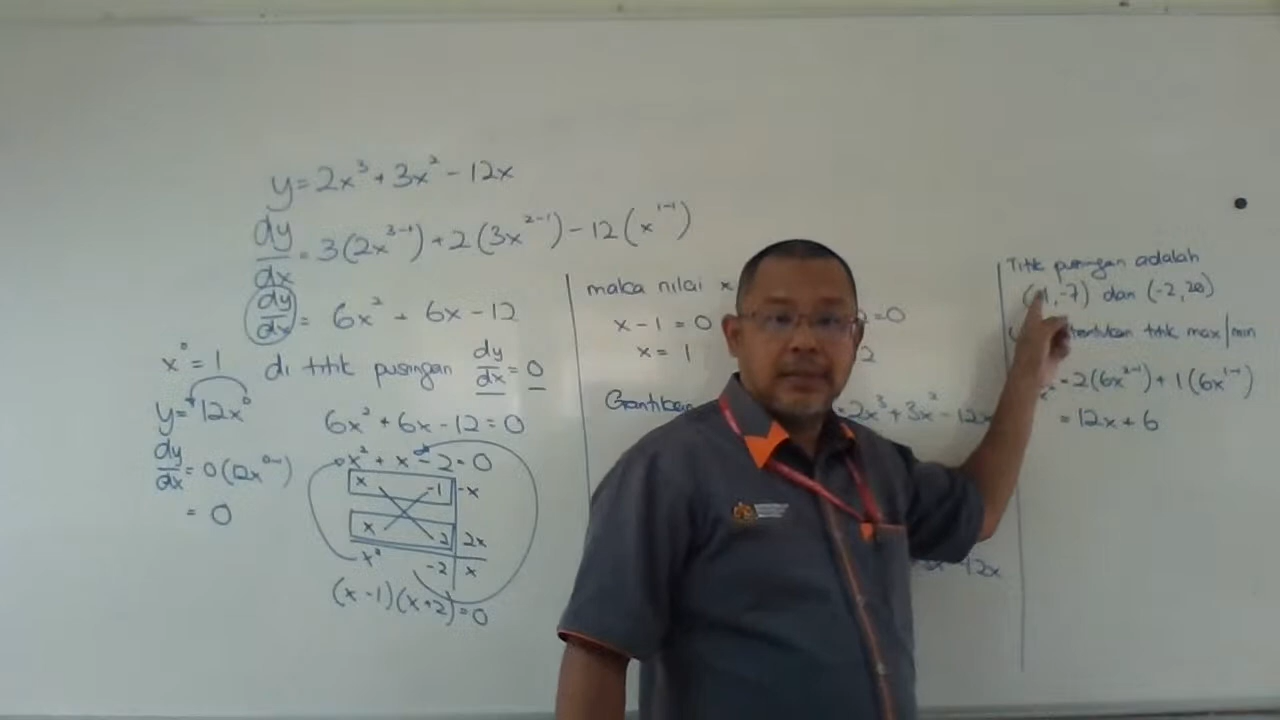 y=2x³+3x²-12x
dy/dx = 3(2x³⁻¹)+2(3x²⁻¹)-12(x¹⁻¹)
dy/dx = 6x² + 6x-12
di titik pusingan dy/dx = 0
6x²+6x-12=0
x²+x-2=0
x -1 -x
x 2 2x
x² -2 x
(x-1)(x+2)=0
x⁰=1
y=12x⁰
dy/dx = 0(12x⁰⁻¹)
= 0
maka nilai x
x-1=0
2=0
x=1
2
Gantikan
=2x³+3x²-12x
12x
Titik pusingan adalah
(1,-7) dan (-2,20)
titik max/min
=2(6x²⁻¹)+1(6x¹⁻¹)
=12x+6